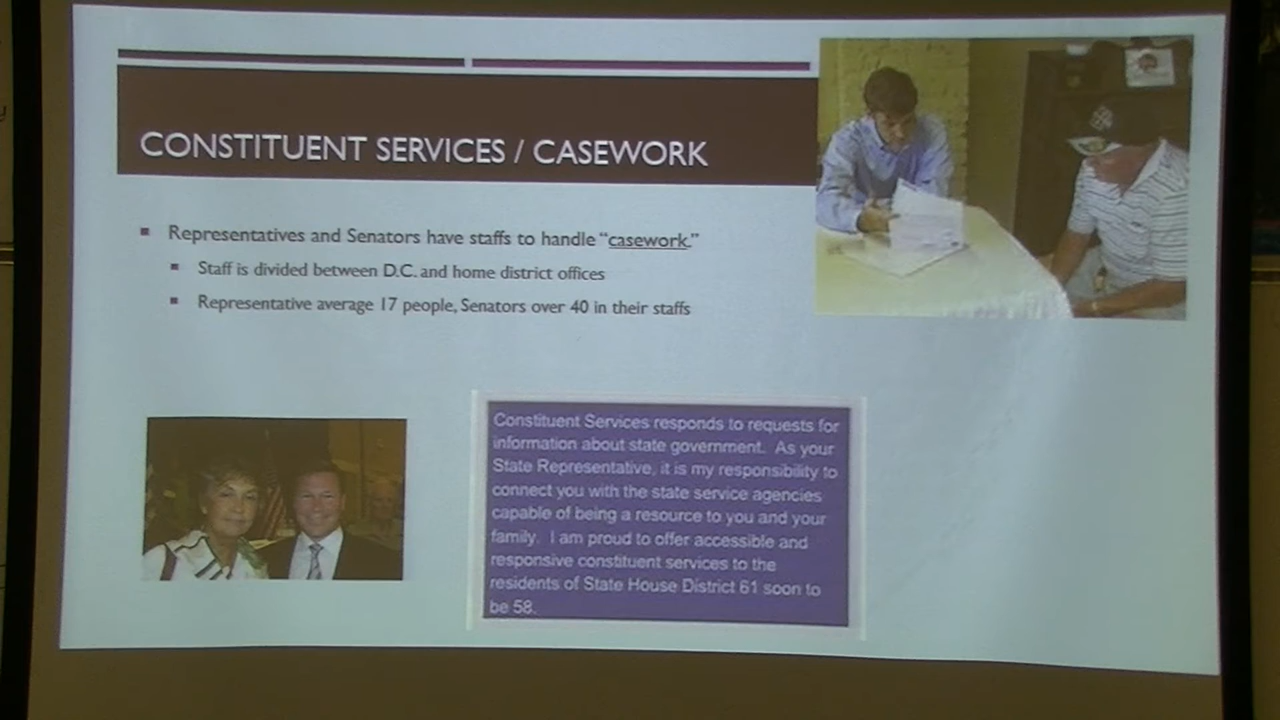 CONSTITUENT SERVICES / CASEWORK
Representatives and Senators have staffs to handle “casework.”
Staff is divided between D.C. and home district offices
Representative average 17 people, Senators over 40 in their staffs
Constituent Services responds to requests for
information about state government. As your
State Representative, it is my responsibility to
connect you with the state service agencies
capable of being a resource to you and your
family. I am proud to offer accessible and
responsive constituent services to the
residents of State House District 61 soon to
be 58.